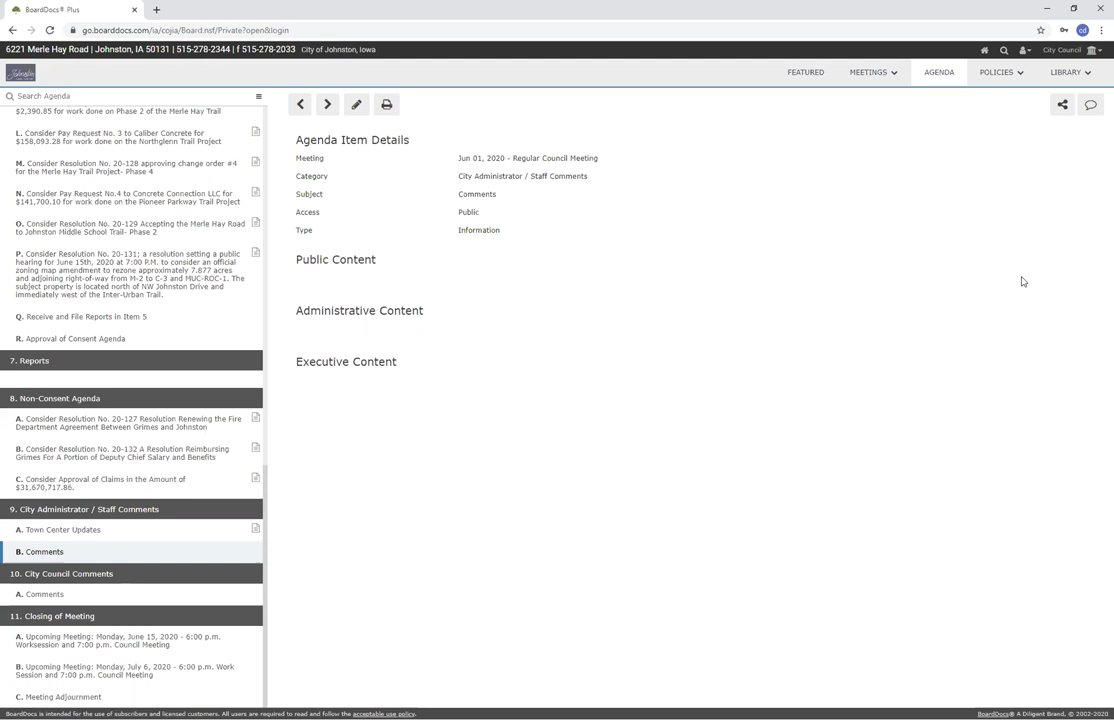 BoardDocs® Plus
go.boarddocs.com/ia/cojia/Board.nsf/Private?open&login
cd
6221 Merle Hay Road | Johnston, IA 50131 | p 515-278-2344 | f 515-278-2033 City of Johnston, Iowa
City Council
Johnston
FEATURED MEETINGS AGENDA POLICIES LIBRARY
Search Agenda
$2,390.85 for work done on Phase 2 of the Merle Hay Trail
L. Consider Pay Request No. 3 to Caliber Concrete for
$158,093.28 for work done on the Northglenn Trail Project
M. Consider Resolution No. 20-128 approving change order #4
for the Merle Hay Trail Project- Phase 4
N. Consider Pay Request No.4 to Concrete Connection LLC for
$141,700.10 for work done on the Pioneer Parkway Trail Project
O. Consider Resolution No. 20-129 Accepting the Merle Hay Road
to Johnston Middle School Trail- Phase 2
P. Consider Resolution No. 20-131; a resolution setting a public
hearing for June 15th, 2020 at 7:00 P.M. to consider an official
zoning map amendment to rezone approximately 7.877 acres
and adjoining right-of-way from M-2 to C-3 and MUC-ROC-1. The
subject property is located north of NW Johnston Drive and
immediately west of the Inter-Urban Trail.
Q. Receive and File Reports in Item 5
R. Approval of Consent Agenda
7. Reports
8. Non-Consent Agenda
A. Consider Resolution No. 20-127 Resolution Renewing the Fire
Department Agreement Between Grimes and Johnston
B. Consider Resolution No. 20-132 A Resolution Reimbursing
Grimes For A Portion of Deputy Chief Salary and Benefits
C. Consider Approval of Claims in the Amount of
$31,670,717.86.
9. City Administrator / Staff Comments
A. Town Center Updates
B. Comments
10. City Council Comments
A. Comments
11. Closing of Meeting
A. Upcoming Meeting: Monday, June 15, 2020 - 6:00 p.m.
Worksession and 7:00 p.m. Council Meeting
B. Upcoming Meeting: Monday, July 6, 2020 - 6:00 p.m. Work
Session and 7:00 p.m. Council Meeting
C. Meeting Adjournment
Agenda Item Details
Meeting Jun 01, 2020 - Regular Council Meeting
Category City Administrator / Staff Comments
Subject Comments
Access Public
Type Information
Public Content
Administrative Content
Executive Content
BoardDocs is intended for the use of subscribers and licensed customers. All users are required to read and follow the acceptable use policy.
BoardDocs® A Diligent Brand, © 2002-2020